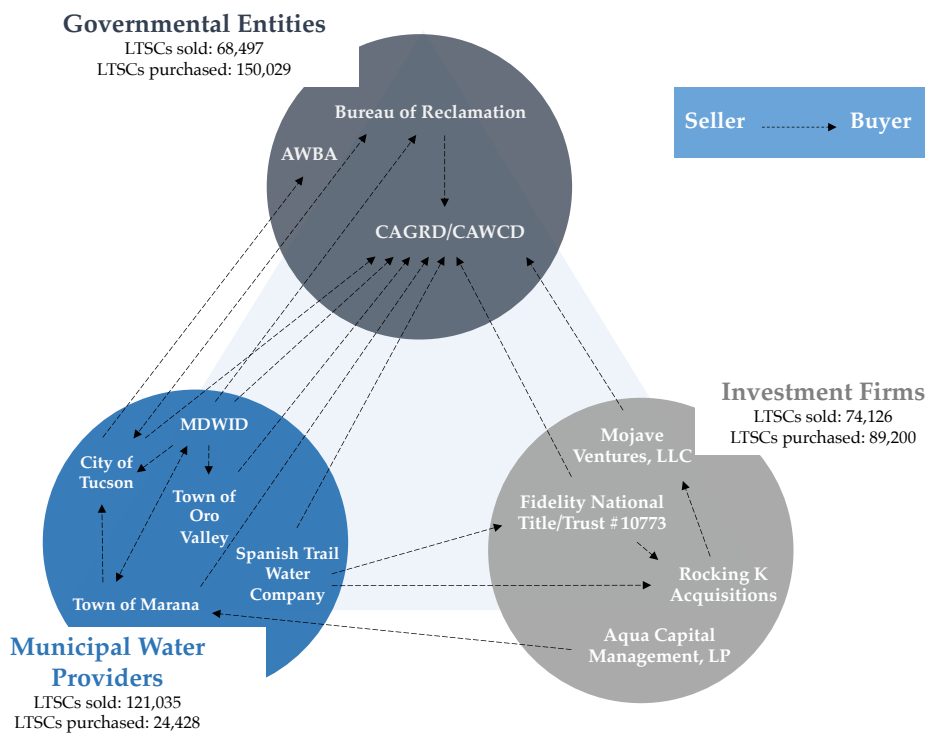 Governmental Entities
LTSCs sold: 68,497
LTSCs purchased: 150,029
Bureau of Reclamation
AWBA
CAGRD/CAWCD
Seller
Buyer
Investment Firms
LTSCs sold: 74,126
LTSCs purchased: 89,200
Mojave
Ventures, LLC
Fidelity National
Title/Trust #10773
Rocking K
Acquisitions
Aqua Capital
Management, LP
MDWID
City of
Tucson
Town of
Oro
Valley
Spanish Trail
Water
Company
Town of Marana
Municipal Water
Providers
LTSCs sold: 121,035
LTSCs purchased: 24,428